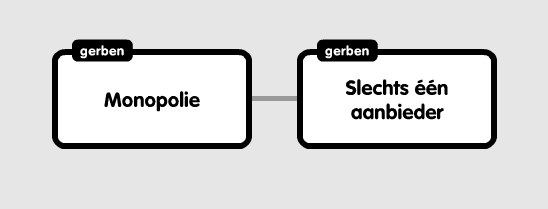 gerben
Monopolie
gerben
Slechts één
aanbieder